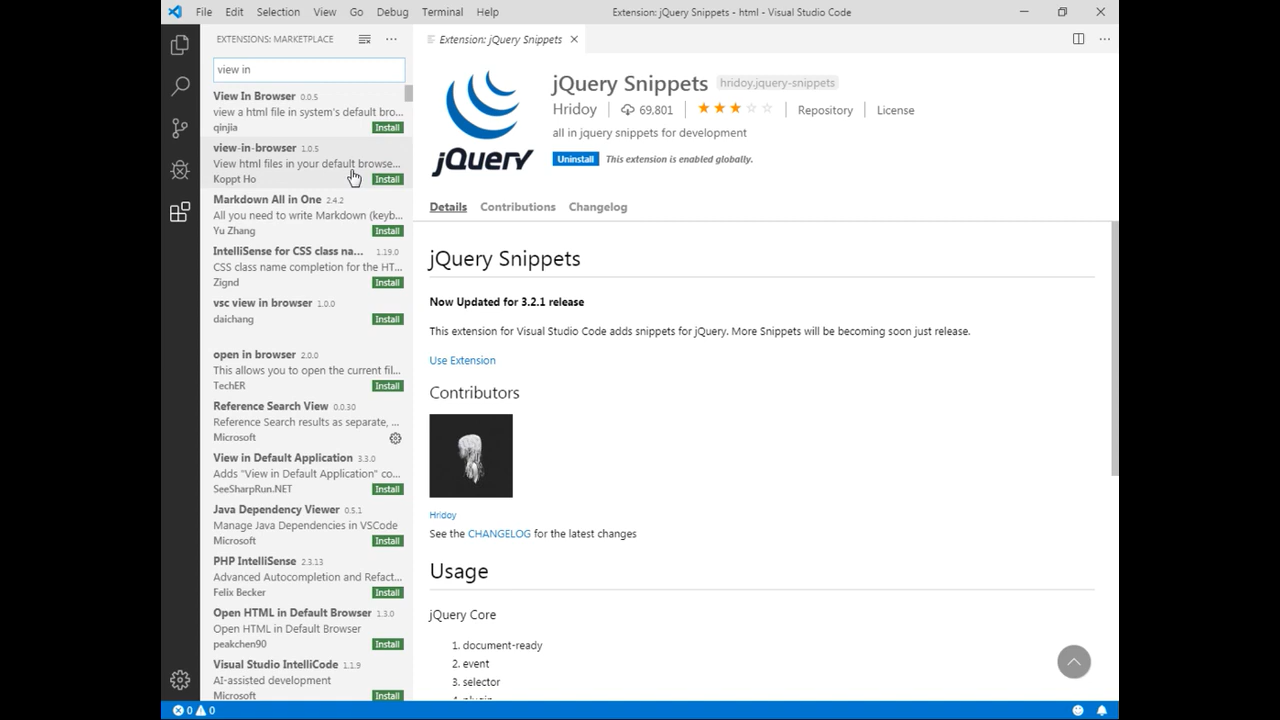 File Edit Selection View Go Debug Terminal Help Extension: jQuery Snippets - html - Visual Studio Code
EXTENSIONS: MARKETPLACE
view in
View In Browser 0.0.5
view a html file in system's default bro...
qinjia Install
view-in-browser 1.0.5
View html files in your default browse...
Koppt Ho Install
Markdown All in One 2.4.2
All you need to write Markdown (keyb...
Yu Zhang Install
IntelliSense for CSS class na... 1.19.0
CSS class name completion for the HT...
Zignd Install
vsc view in browser 1.0.0
daichang Install
open in browser 2.0.0
This allows you to open the current fil...
TechER Install
Reference Search View 0.0.30
Reference Search results as separate, ...
Microsoft
View in Default Application 3.3.0
Adds "View in Default Application" co...
SeeSharpRun.NET Install
Java Dependency Viewer 0.5.1
Manage Java Dependencies in VSCode
Microsoft Install
PHP IntelliSense 2.3.13
Advanced Autocompletion and Refact...
Felix Becker Install
Open HTML in Default Browser 1.3.0
Open HTML in Default Browser
peakchen90 Install
Visual Studio IntelliCode 1.1.9
AI-assisted development
Microsoft Install
Extension: jQuery Snippets
jQuery
jQuery Snippets hridoy.jquery-snippets
Hridoy 69,801 Repository License
all in jquery snippets for development
Uninstall This extension is enabled globally.
Details Contributions Changelog
jQuery Snippets
Now Updated for 3.2.1 release
This extension for Visual Studio Code adds snippets for jQuery. More Snippets will be becoming soon just release.
Use Extension
Contributors
Hridoy
See the CHANGELOG for the latest changes
Usage
jQuery Core
1. document-ready
2. event
3. selector
4. plugin
0 0